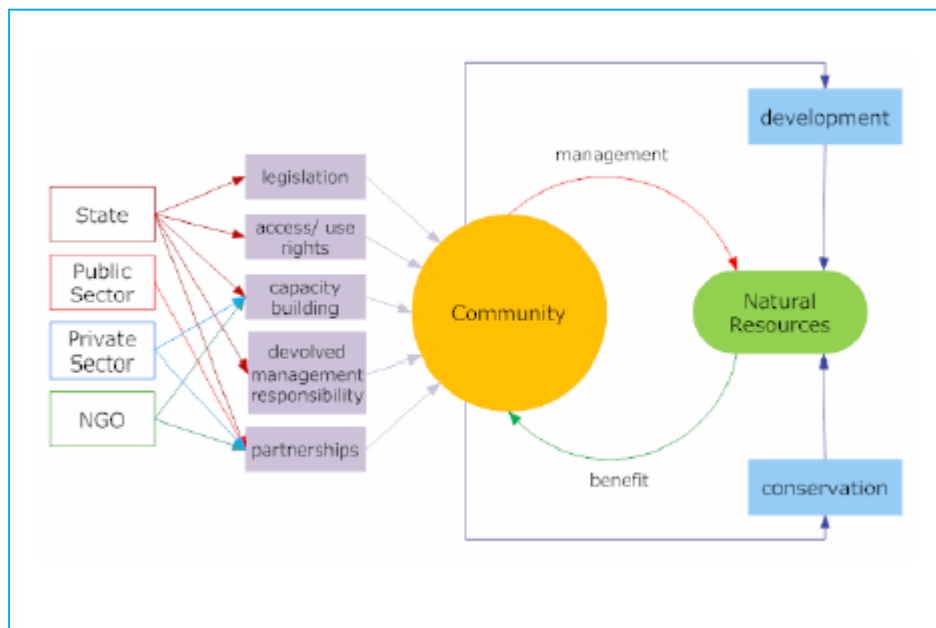 State
Public
Sector
Private
Sector
NGO
legislation
access/ use
rights
capacity
building
devolved
management
responsibility
partnerships
Community
management
benefit
Natural
Resources
development
conservation